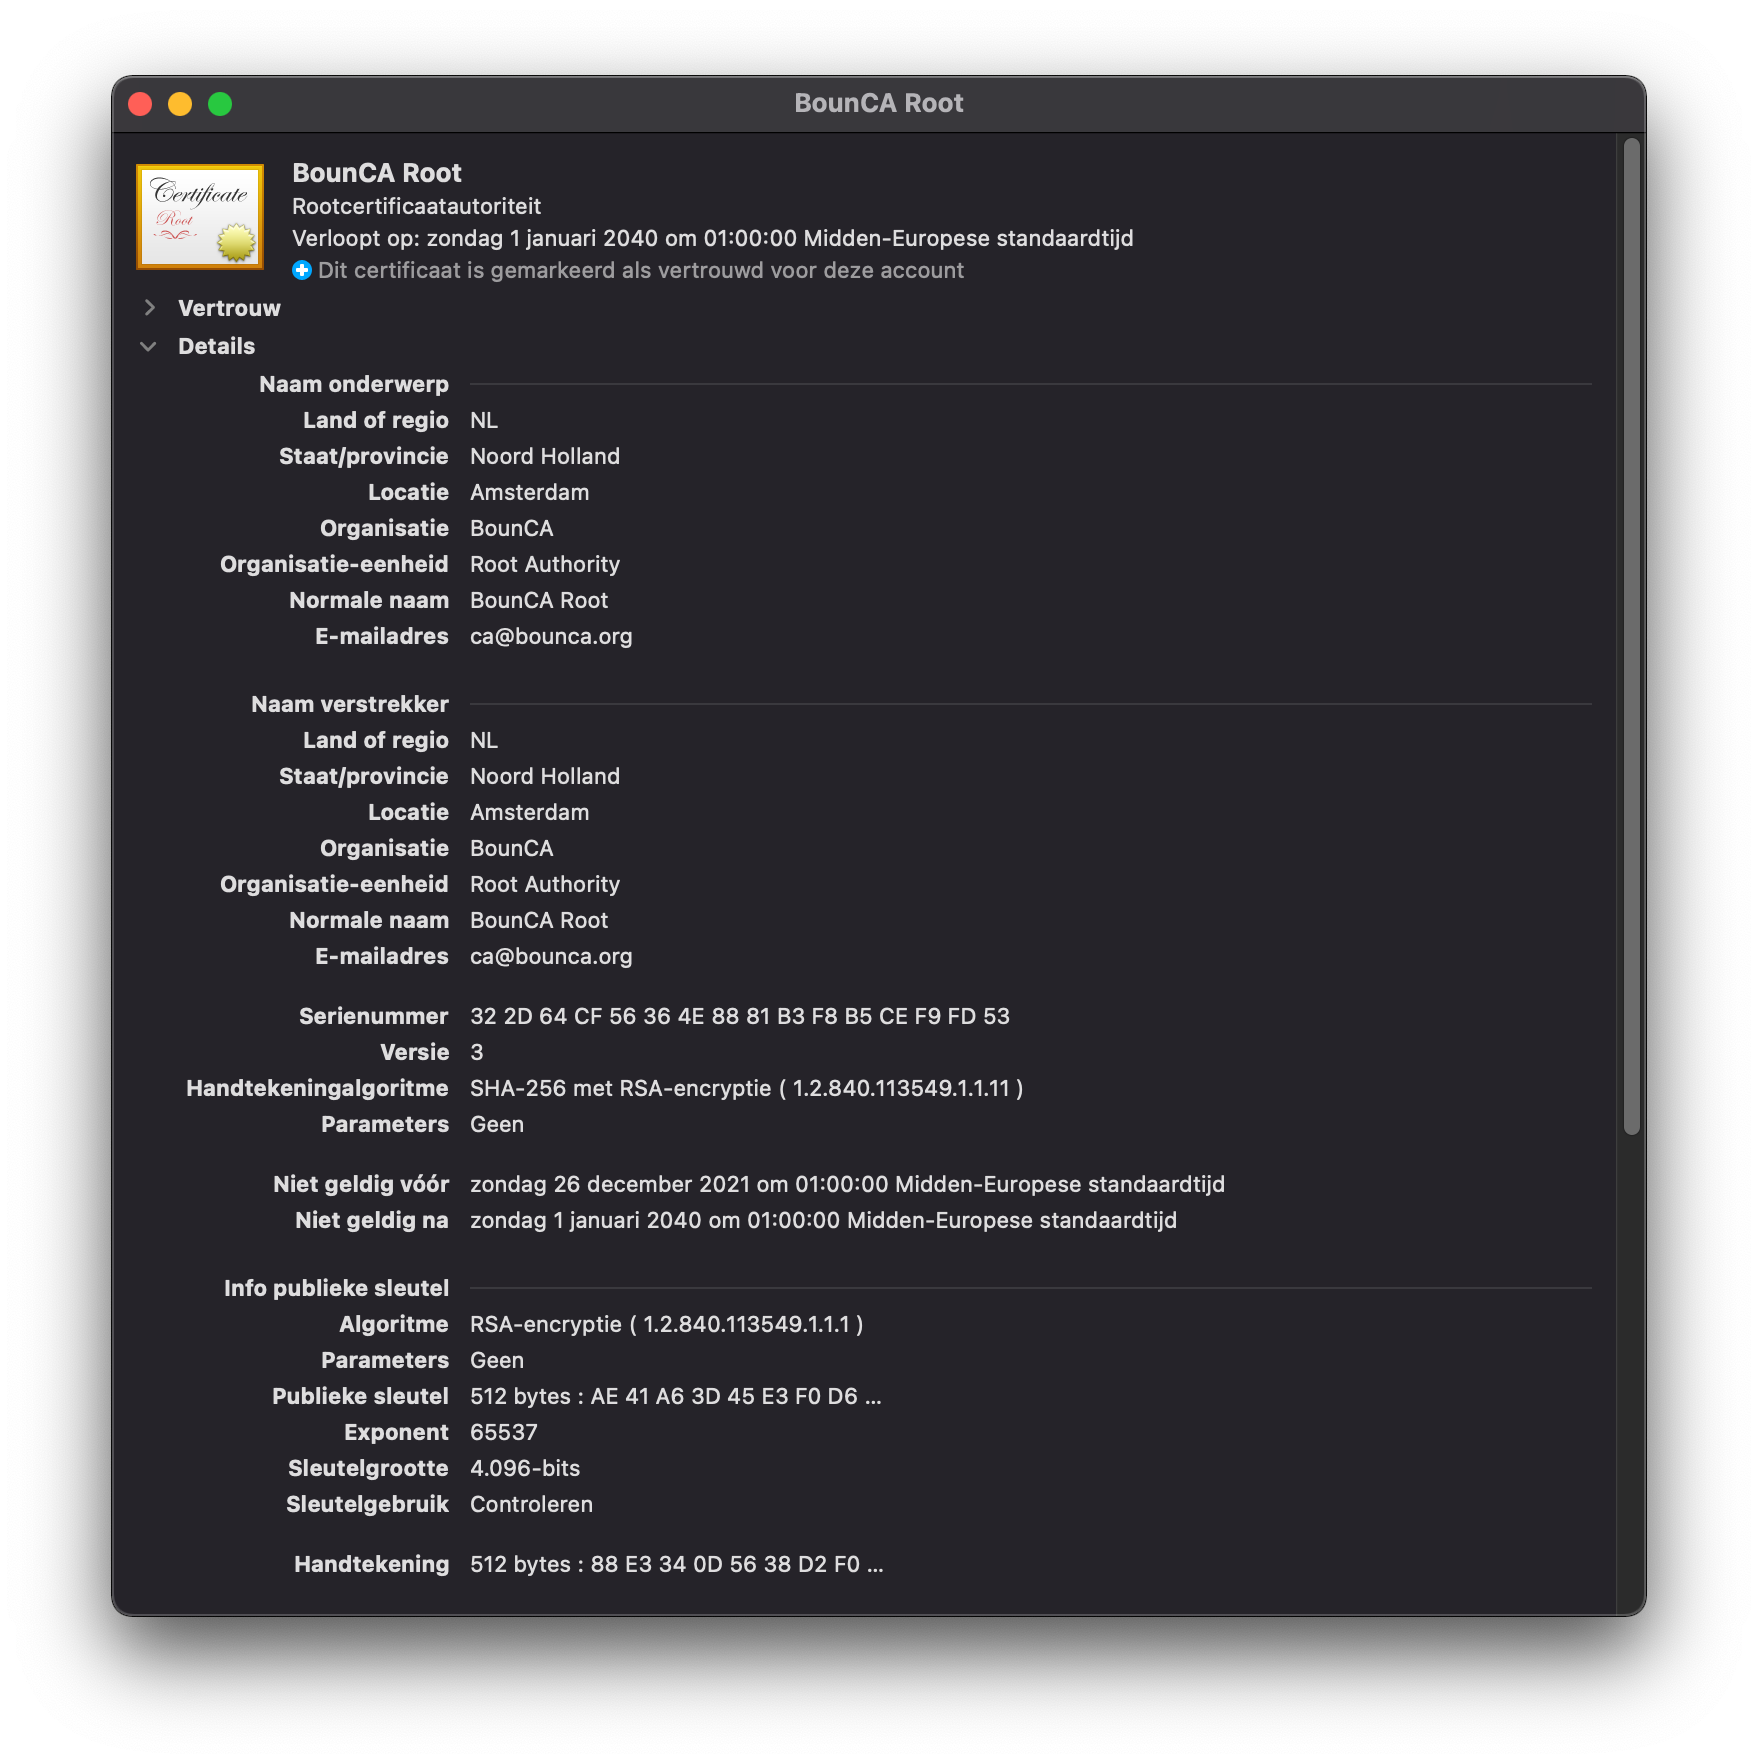 BounCA Root
Certificate
Root
BounCA Root
Rootcertificaatautoriteit
Verloopt op: zondag 1 januari 2040 om 01:00:00 Midden-Europese standaardtijd
Dit certificaat is gemarkeerd als vertrouwd voor deze account
Vertrouw
Details
Naam onderwerp
Land of regio NL
Staat/provincie Noord Holland
Locatie Amsterdam
Organisatie BounCA
Organisatie-eenheid Root Authority
Normale naam BounCA Root
E-mailadres ca@bounca.org
Naam verstrekker
Land of regio NL
Staat/provincie Noord Holland
Locatie Amsterdam
Organisatie BounCA
Organisatie-eenheid Root Authority
Normale naam BounCA Root
E-mailadres ca@bounca.org
Serienummer 32 2D 64 CF 56 36 4E 88 81 B3 F8 B5 CE F9 FD 53
Versie 3
Handtekeningalgoritme SHA-256 met RSA-encryptie ( 1.2.840.113549.1.1.11 )
Parameters Geen
Niet geldig vóór zondag 26 december 2021 om 01:00:00 Midden-Europese standaardtijd
Niet geldig na zondag 1 januari 2040 om 01:00:00 Midden-Europese standaardtijd
Info publieke sleutel
Algoritme RSA-encryptie ( 1.2.840.113549.1.1.1 )
Parameters Geen
Publieke sleutel 512 bytes : AE 41 A6 3D 45 E3 F0 D6 ...
Exponent 65537
Sleutelgrootte 4.096-bits
Sleutelgebruik Controleren
Handtekening 512 bytes : 88 E3 34 0D 56 38 D2 F0 ...